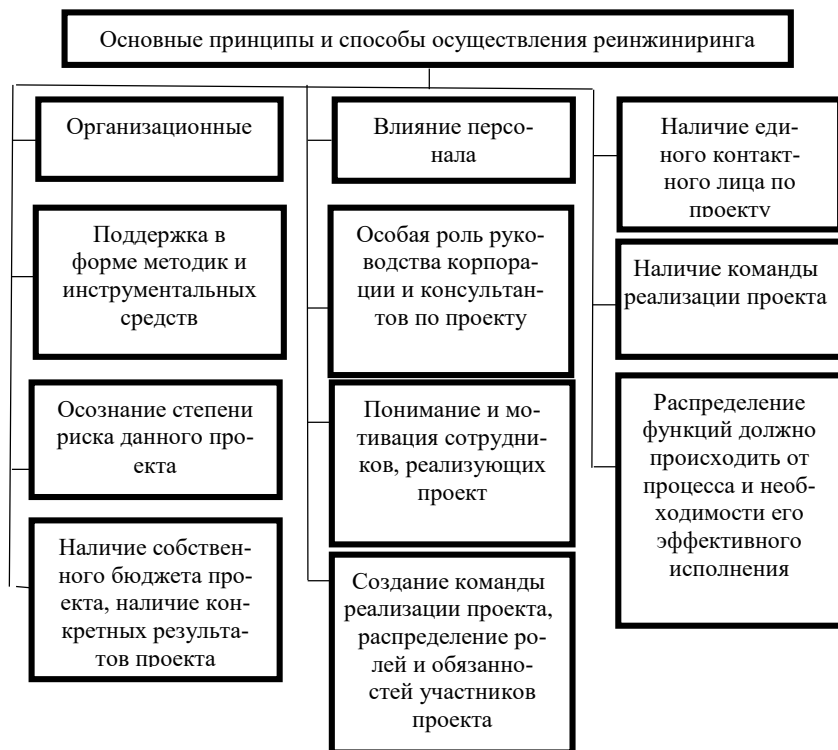 Основные принципы и способы осуществления реинжиниринга
Организационные
Поддержка в
форме методик и
инструментальных
средств
Осознание степени
риска данного про-
екта
Наличие собствен-
ного бюджета про-
екта, наличие кон-
кретных результа-
тов проекта
Влияние персо-
нала
Особая роль руко-
водства корпора-
ции и консультан-
тов по проекту
Понимание и мо-
тивация сотрудни-
ков, реализующих
проект
Создание команды
реализации проекта,
распределение ро-
лей и обязанно-
стей участников
проекта
Наличие еди-
ного контакт-
ного лица по
проекту
Наличие команды
реализации проекта
Распределение
функций должно
происходить от
процесса и необ-
ходимости его
эффективного
исполнения